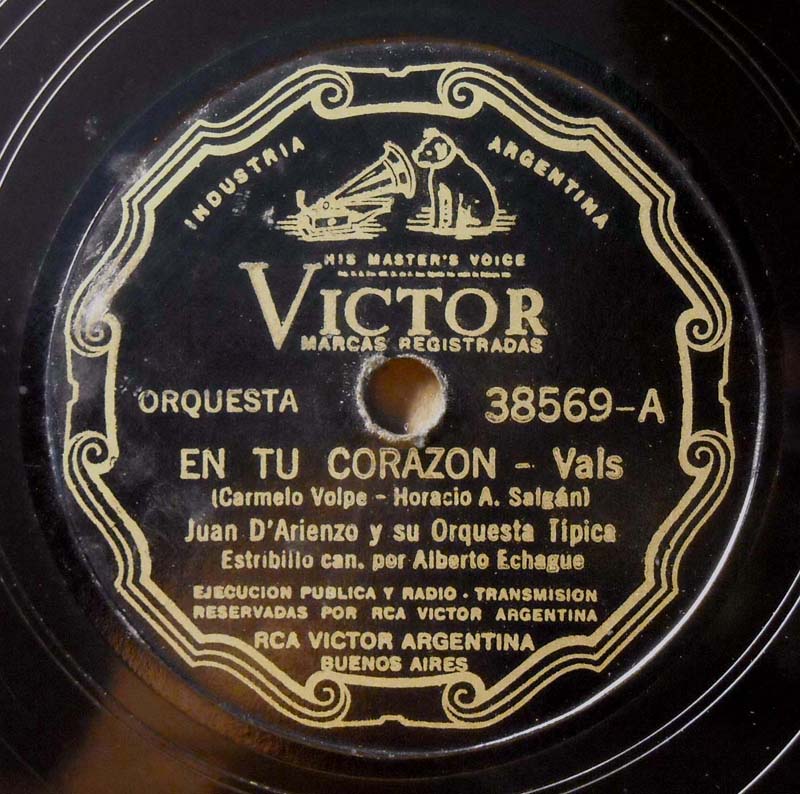 INDUSTRIA ARGENTINA
HIS MASTER'S VOICE
VICTOR
MARCAS REGISTRADAS
ORQUESTA 38569-A
EN TU CORAZON - Vals
(Carmelo Volpe - Horacio A. Salgán)
Juan D'Arienzo y su Orquesta Típica
Estribillo can. por Alberto Echague
EJECUCION PUBLICA Y RADIO - TRANSMISION
RESERVADAS POR RCA VICTOR ARGENTINA
RCA VICTOR ARGENTINA
BUENOS AIRES